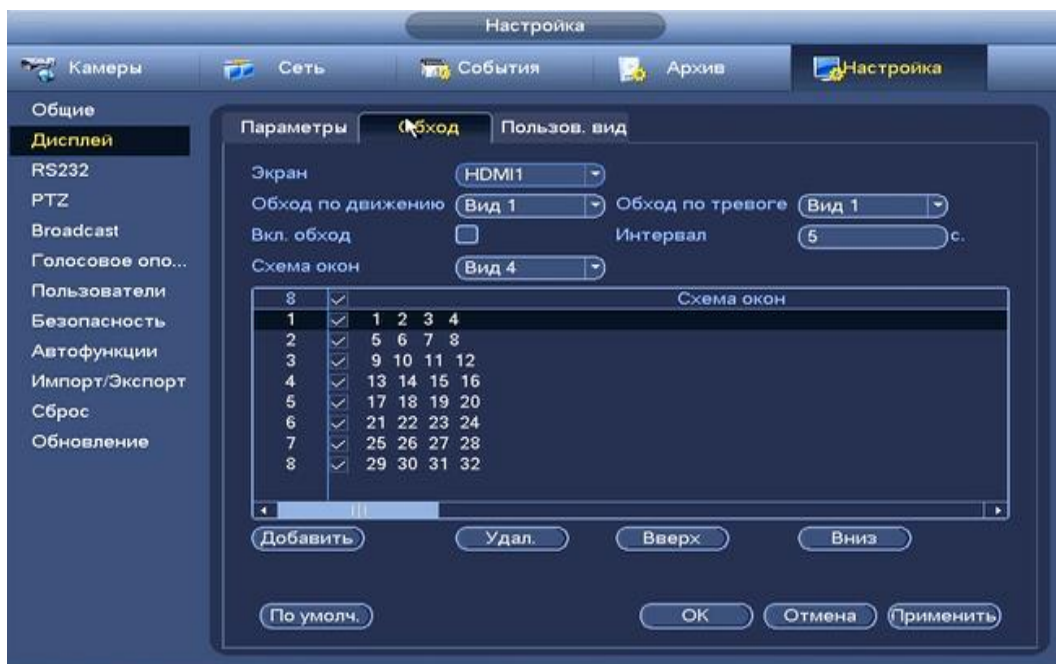 Настройка
Камеры Сеть События Архив Настройка
Общие
Дисплей
RS232
PTZ
Broadcast
Голосовое опо...
Пользователи
Безопасность
Автофункции
Импорт/Экспорт
Сброс
Обновление
Параметры Обход Пользов. вид
Экран HDMI1
Обход по движению Вид 1 Обход по тревоге Вид 1
Вкл. обход Интервал 5 с.
Схема окон Вид 4
8 Схема окон
1 1 2 3 4
2 5 6 7 8
3 9 10 11 12
4 13 14 15 16
5 17 18 19 20
6 21 22 23 24
7 25 26 27 28
8 29 30 31 32
Добавить Удал. Вверх Вниз
По умолч. OK Отмена Применить